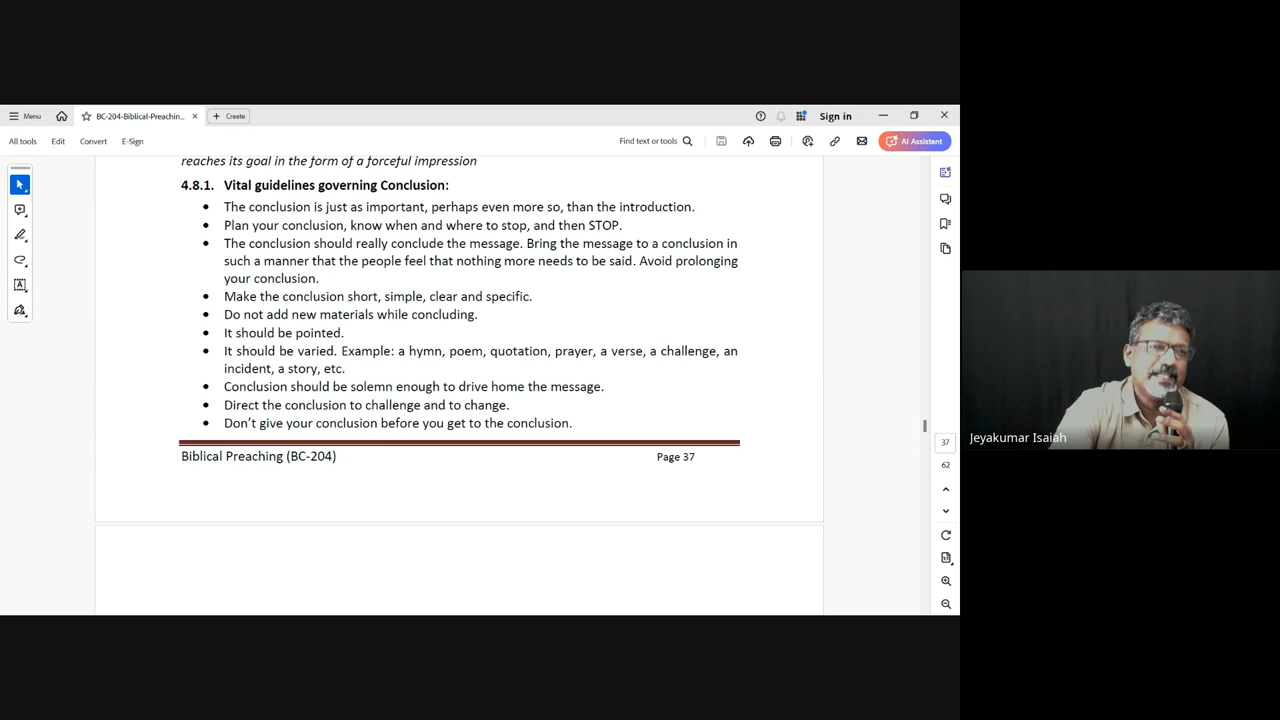 Menu
BC-204-Biblical-Preachin...
Create
Sign in
All tools
Edit
Convert
E-Sign
Find text or tools
AI Assistant
reaches its goal in the form of a forceful impression
4.8.1. Vital guidelines governing Conclusion:
• The conclusion is just as important, perhaps even more so, than the introduction.
• Plan your conclusion, know when and where to stop, and then STOP.
• The conclusion should really conclude the message. Bring the message to a conclusion in
such a manner that the people feel that nothing more needs to be said. Avoid prolonging
your conclusion.
• Make the conclusion short, simple, clear and specific.
• Do not add new materials while concluding.
• It should be pointed.
• It should be varied. Example: a hymn, poem, quotation, prayer, a verse, a challenge, an
incident, a story, etc.
• Conclusion should be solemn enough to drive home the message.
• Direct the conclusion to challenge and to change.
• Don't give your conclusion before you get to the conclusion.
Biblical Preaching (BC-204) Page 37
37
62
Jeyakumar Isaiah